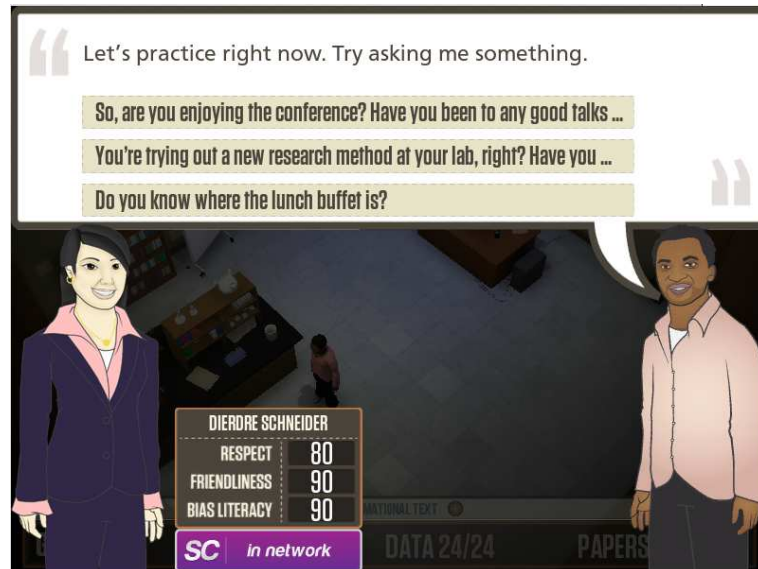 Let's practice right now. Try asking me something.
So, are you enjoying the conference? Have you been to any good talks ...
You're trying out a new research method at your lab, right? Have you ...
Do you know where the lunch buffet is?
DIERDRE SCHNEIDER
RESPECT 80
FRIENDLINESS 90
BIAS LITERACY 90
SC in network
MATIONAL TEXT
DATA 24/24
PAPERS